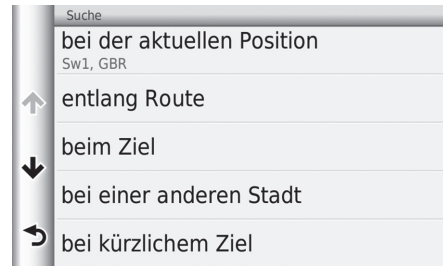 Suche
bei der aktuellen Position
Sw1, GBR
entlang Route
beim Ziel
bei einer anderen Stadt
bei kürzlichem Ziel